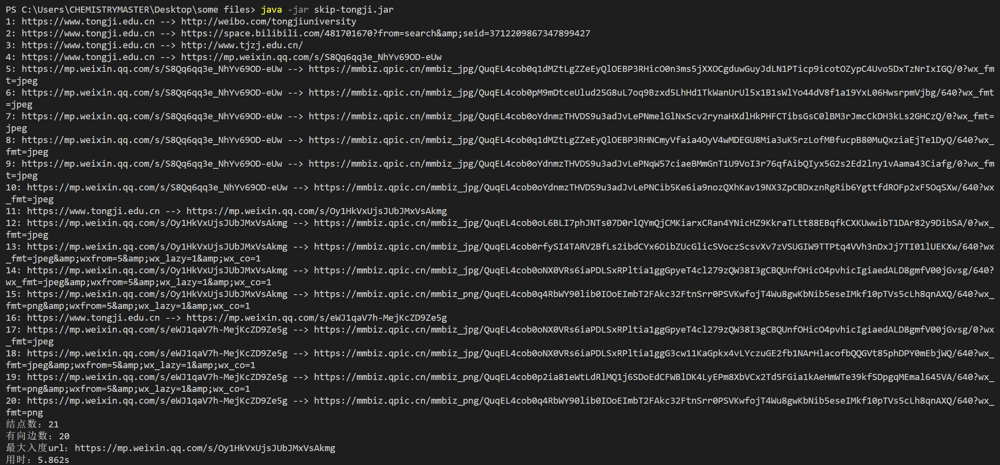 PS C:\Users\CHEMISTRYMASTER\Desktop\some files> java -jar skip-tongji.jar
1: https://www.tongji.edu.cn --> http://weibo.com/tongjiuniversity
2: https://www.tongji.edu.cn --> https://space.bilibili.com/481701670?from=search&amp;seid=3712209867347899427
3: https://www.tongji.edu.cn --> http://www.tjzj.edu.cn/
4: https://www.tongji.edu.cn --> https://mp.weixin.qq.com/s/S8Qq6qq3e_NhYv69OD-eUw
5: https://mp.weixin.qq.com/s/S8Qq6qq3e_NhYv69OD-eUw --> https://mmbiz.qpic.cn/mmbiz_jpg/QuqEL4cob0q1dMZtLgZZeEyQlOEBP3RHicO0n3ms5jXXOCgduwGuyJdLN1PTicp9icotOZypC4Uvo5DxTzNrIxIGQ/0?wx_fm
t=jpeg
6: https://mp.weixin.qq.com/s/S8Qq6qq3e_NhYv69OD-eUw --> https://mmbiz.qpic.cn/mmbiz_jpg/QuqEL4cob0pM9mDtceUlud25G8uL7oq9Bzxd5LhHd1TkWanUrUl5x1B1sWlYo44dV8f1a19YxL06HwsrpmVjbg/640?wx_fmt
=jpeg
7: https://mp.weixin.qq.com/s/S8Qq6qq3e_NhYv69OD-eUw --> https://mmbiz.qpic.cn/mmbiz_jpg/QuqEL4cob0oYdnmzTHVDS9u3adJvLePNmelGlNxScv2rynaHXdlHkPHFCTibsGsC0lBM3rJmcCkDH3kLs2GHCzQ/0?wx_fmt=
jpeg
8: https://mp.weixin.qq.com/s/S8Qq6qq3e_NhYv69OD-eUw --> https://mmbiz.qpic.cn/mmbiz_jpg/QuqEL4cob0q1dMZtLgZZeEyQlOEBP3RHNCmyVfaia4OyV4wMDEGU8Mia3uK5rzLofMBfucpB80MuQxziaEjTe1DyQ/640?wx_
fmt=jpeg
9: https://mp.weixin.qq.com/s/S8Qq6qq3e_NhYv69OD-eUw --> https://mmbiz.qpic.cn/mmbiz_jpg/QuqEL4cob0oYdnmzTHVDS9u3adJvLePNqW57ciaeBMmGnT1U9VoI3r76qfAibQIyx5G2s2Ed2lny1vAama43Ciafg/0?wx_fm
t=jpeg
10: https://mp.weixin.qq.com/s/S8Qq6qq3e_NhYv69OD-eUw --> https://mmbiz.qpic.cn/mmbiz_jpg/QuqEL4cob0oYdnmzTHVDS9u3adJvLePNCib5Ke6ia9nozQXhKav19NX3ZpCBDxznRgRib6YgttfdROFp2xF5OqSXw/640?wx
_fmt=jpeg
11: https://www.tongji.edu.cn --> https://mp.weixin.qq.com/s/Oy1HkVxUjsJUbJMxVsAkmg
12: https://mp.weixin.qq.com/s/Oy1HkVxUjsJUbJMxVsAkmg --> https://mmbiz.qpic.cn/mmbiz_jpg/QuqEL4cob0oL6BLI7phJNTs07D0rlQYmQjCMKiarxCRan4YNicHZ9KkraTLtt88EBqfkCXKUwwibT1DAr82y9DibSA/0?wx_
fmt=jpeg
13: https://mp.weixin.qq.com/s/Oy1HkVxUjsJUbJMxVsAkmg --> https://mmbiz.qpic.cn/mmbiz_jpg/QuqEL4cob0rfySI4TARV2BfLs2ibdCYx6OibZUcGlicSVoczScsvXv7zVSUGIW9TTPtq4VVh3nDxJj7TI01lUEKXw/640?wx
_fmt=jpeg&amp;wxfrom=5&amp;wx_lazy=1&amp;wx_co=1
14: https://mp.weixin.qq.com/s/Oy1HkVxUjsJUbJMxVsAkmg --> https://mmbiz.qpic.cn/mmbiz_jpg/QuqEL4cob0oNX0VRs6iaPDLSxRPltia1ggGpyeT4cl279zQW38I3gCBQUnfOHicO4pvhicIgiaedALD8gmfV00jGvsg/640?
wx_fmt=jpeg&amp;wxfrom=5&amp;wx_lazy=1&amp;wx_co=1
15: https://mp.weixin.qq.com/s/Oy1HkVxUjsJUbJMxVsAkmg --> https://mmbiz.qpic.cn/mmbiz_png/QuqEL4cob0q4RbWY90lib0IOoEImbT2FAkc32FtnSrr0PSVKwfojT4Wu8gwKbNib5eseIMkf10pTVs5cLh8qnAXQ/640?wx_
fmt=png&amp;wxfrom=5&amp;wx_lazy=1&amp;wx_co=1
16: https://www.tongji.edu.cn --> https://mp.weixin.qq.com/s/eWJ1qaV7h-MejKcZD9Ze5g
17: https://mp.weixin.qq.com/s/eWJ1qaV7h-MejKcZD9Ze5g --> https://mmbiz.qpic.cn/mmbiz_jpg/QuqEL4cob0oNX0VRs6iaPDLSxRPltia1ggGpyeT4cl279zQW38I3gCBQUnfOHicO4pvhicIgiaedALD8gmfV00jGvsg/0?wx
_fmt=jpeg
18: https://mp.weixin.qq.com/s/eWJ1qaV7h-MejKcZD9Ze5g --> https://mmbiz.qpic.cn/mmbiz_jpg/QuqEL4cob0oNX0VRs6iaPDLSxRPltia1ggG3cw11KaGpkx4vLYczuGE2fb1NArHlacofbQQGVt85phDPY0mEbjWQ/640?wx_
fmt=jpeg&amp;wxfrom=5&amp;wx_lazy=1&amp;wx_co=1
19: https://mp.weixin.qq.com/s/eWJ1qaV7h-MejKcZD9Ze5g --> https://mmbiz.qpic.cn/mmbiz_png/QuqEL4cob0p2ia81eWtLdRlMQ1j6SDoEdCFWBlDK4LyEPm8XbVCx2Td5FGia1kAeHmWTe39kfSDpgqMEmal645VA/640?wx_
fmt=png&amp;wxfrom=5&amp;wx_lazy=1&amp;wx_co=1
20: https://mp.weixin.qq.com/s/eWJ1qaV7h-MejKcZD9Ze5g --> https://mmbiz.qpic.cn/mmbiz_png/QuqEL4cob0q4RbWY90lib0IOoEImbT2FAkc32FtnSrr0PSVKwfojT4Wu8gwKbNib5eseIMkf10pTVs5cLh8qnAXQ/640?wx_
fmt=png
结点数：21
有向边数：20
最大入度url：https://mp.weixin.qq.com/s/Oy1HkVxUjsJUbJMxVsAkmg
用时：5.862s